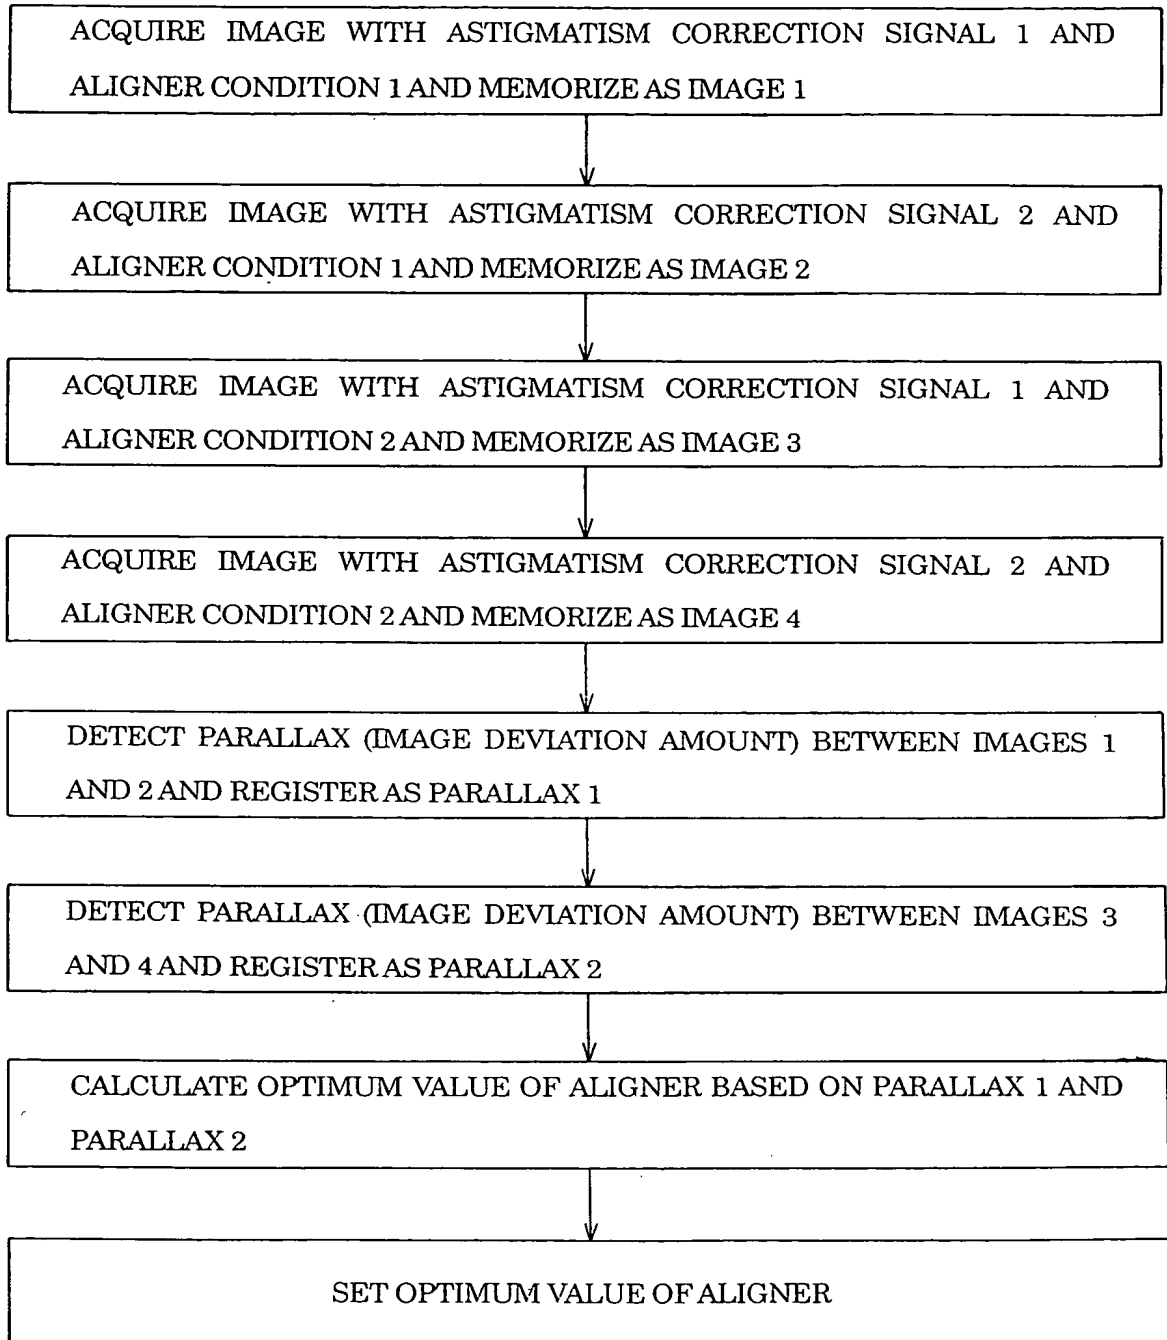 ACQUIRE IMAGE WITH ASTIGMATISM CORRECTION SIGNAL 1 AND
ALIGNER CONDITION 1 AND MEMORIZE AS IMAGE 1
ACQUIRE IMAGE WITH ASTIGMATISM CORRECTION SIGNAL 2 AND
ALIGNER CONDITION 1 AND MEMORIZE AS IMAGE 2
ACQUIRE IMAGE WITH ASTIGMATISM CORRECTION SIGNAL 1 AND
ALIGNER CONDITION 2 AND MEMORIZE AS IMAGE 3
ACQUIRE IMAGE WITH ASTIGMATISM CORRECTION SIGNAL 2 AND
ALIGNER CONDITION 2 AND MEMORIZE AS IMAGE 4
DETECT PARALLAX (IMAGE DEVIATION AMOUNT) BETWEEN IMAGES 1
AND 2 AND REGISTER AS PARALLAX 1
DETECT PARALLAX (IMAGE DEVIATION AMOUNT) BETWEEN IMAGES 3
AND 4 AND REGISTER AS PARALLAX 2
CALCULATE OPTIMUM VALUE OF ALIGNER BASED ON PARALLAX 1 AND
PARALLAX 2
SET OPTIMUM VALUE OF ALIGNER